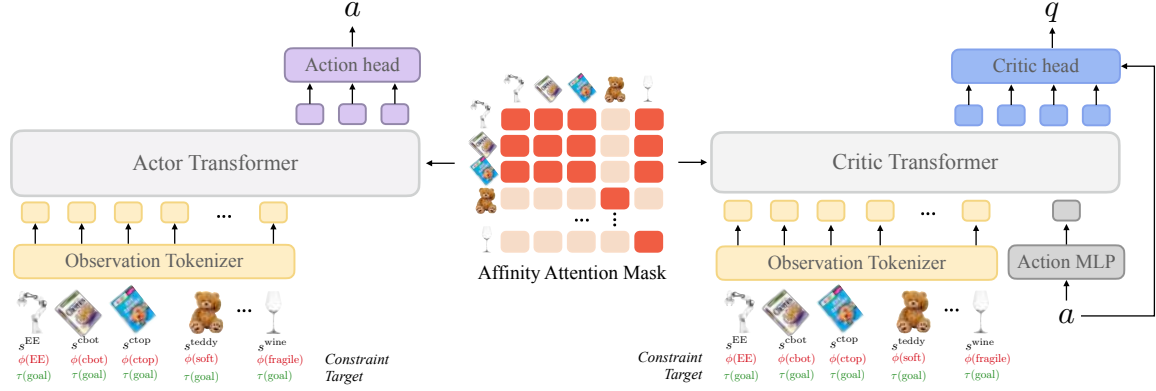 a
q
Action head
Critic head
Actor Transformer
Critic Transformer
...
...
Observation Tokenizer
Affinity Attention Mask
Observation Tokenizer
Action MLP
...
...
a
s^EE s^cbot s^ctop s^teddy s^wine
ϕ(EE) ϕ(cbot) ϕ(ctop) ϕ(soft) ϕ(fragile) Constraint
τ(goal) τ(goal) τ(goal) τ(goal) τ(goal) Target
s^EE s^cbot s^ctop s^teddy s^wine
Constraint ϕ(EE) ϕ(cbot) ϕ(ctop) ϕ(soft) ϕ(fragile)
Target τ(goal) τ(goal) τ(goal) τ(goal) τ(goal)